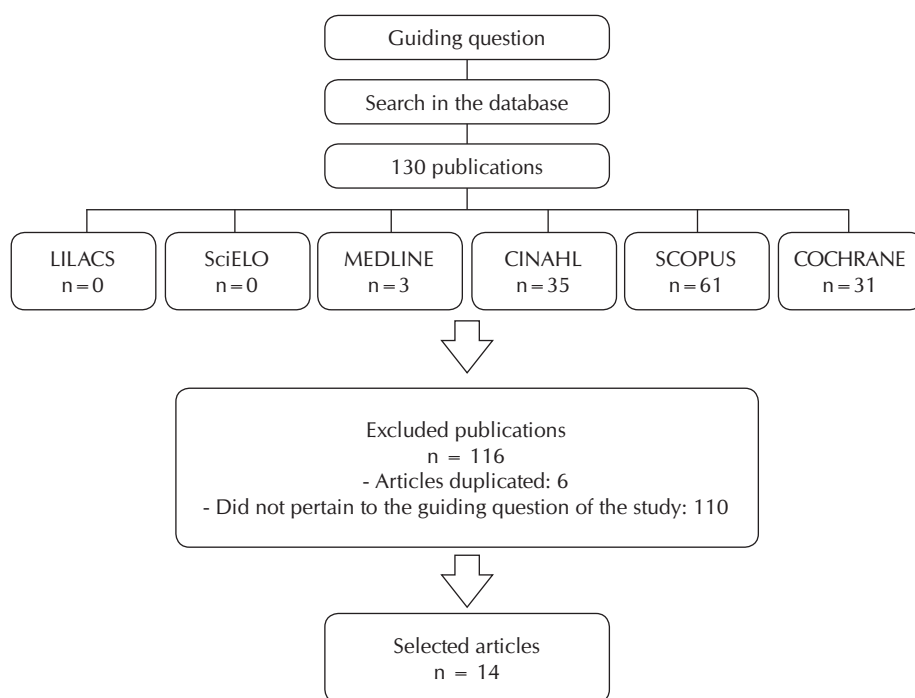 Guiding question
Search in the database
130 publications
LILACS
n=0
SciELO
n=0
MEDLINE
n=3
CINAHL
n=35
SCOPUS
n=61
COCHRANE
n=31
Excluded publications
n = 116
- Articles duplicated: 6
- Did not pertain to the guiding question of the study: 110
Selected articles
n = 14